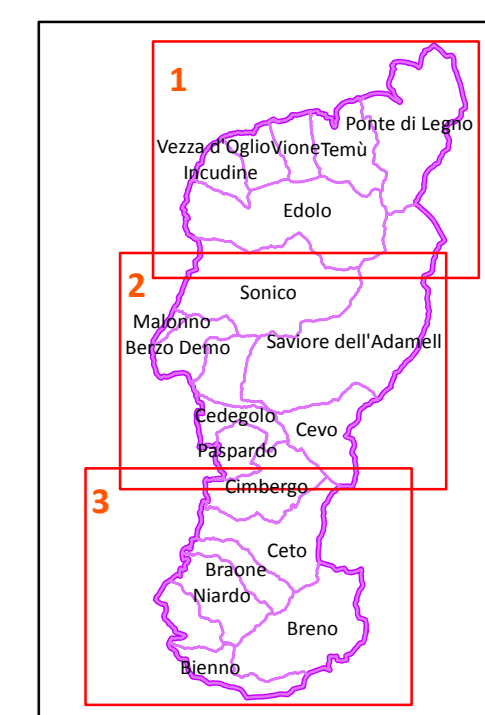 1
Ponte di Legno
Vezza d'Oglio Vione Temù
Incudine
Edolo
2
Sonico
Malonno
Berzo Demo
Saviore dell'Adamell
Cedegolo
Cevo
Paspardo
Cimbergo
3
Ceto
Braone
Niardo
Breno
Bienno